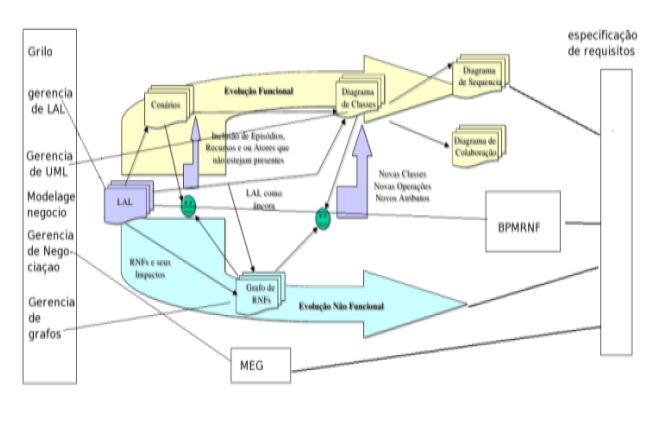 Grilo
gerencia
de LAL
Gerencia
de UML
Modelage
negocio
Gerencia
de Nego-
ciaçao
Gerencia
de
grafos
Cenários
Evolução Funcional
Diagrama
de Classes
Diagrama
de Sequencia
Diagrama de
Colaboração
Inclusão de Episódios,
Recursos e ou Atores que
não estejam presentes
LAL
LAL como
âncora
Novas Classes
Novas Operações
Novos Atributos
RNFs e seus
Impactos
Grafo de
RNFs
Evolução Não Funcional
BPMRNF
MEG
especificação
de requisitos